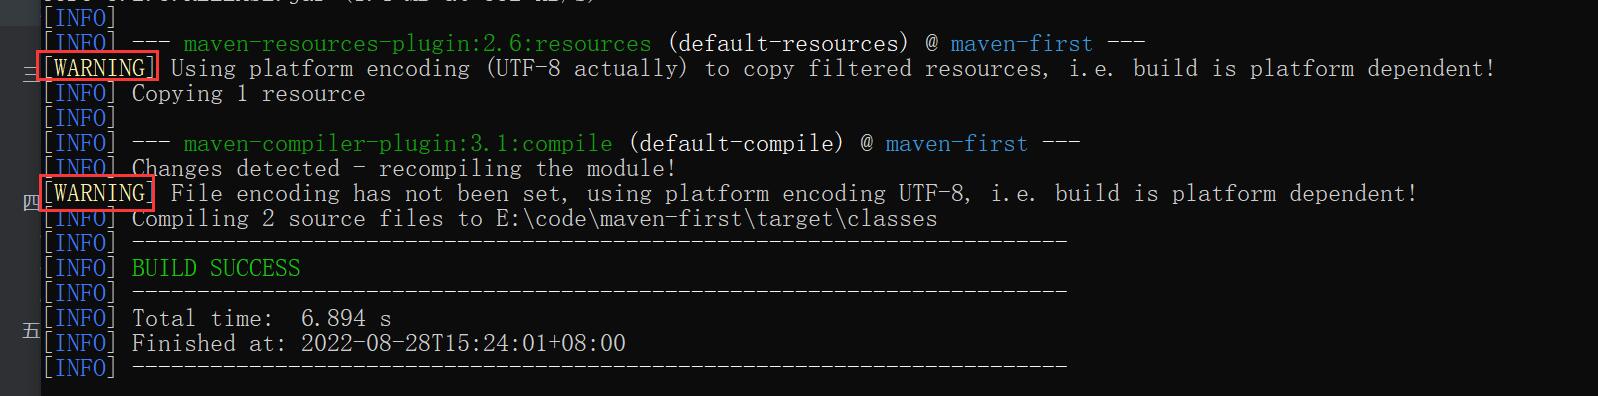 [INFO]
[INFO] --- maven-resources-plugin:2.6:resources (default-resources) @ maven-first ---
三
[WARNING] Using platform encoding (UTF-8 actually) to copy filtered resources, i.e. build is platform dependent!
[INFO] Copying 1 resource
[INFO]
[INFO] --- maven-compiler-plugin:3.1:compile (default-compile) @ maven-first ---
[INFO] Changes detected - recompiling the module!
四
[WARNING] File encoding has not been set, using platform encoding UTF-8, i.e. build is platform dependent!
[INFO] Compiling 2 source files to E:\code\maven-first\target\classes
[INFO] ------------------------------------------------------------------------
[INFO] BUILD SUCCESS
[INFO] ------------------------------------------------------------------------
[INFO] Total time:  6.894 s
五
[INFO] Finished at: 2022-08-28T15:24:01+08:00
[INFO] ------------------------------------------------------------------------